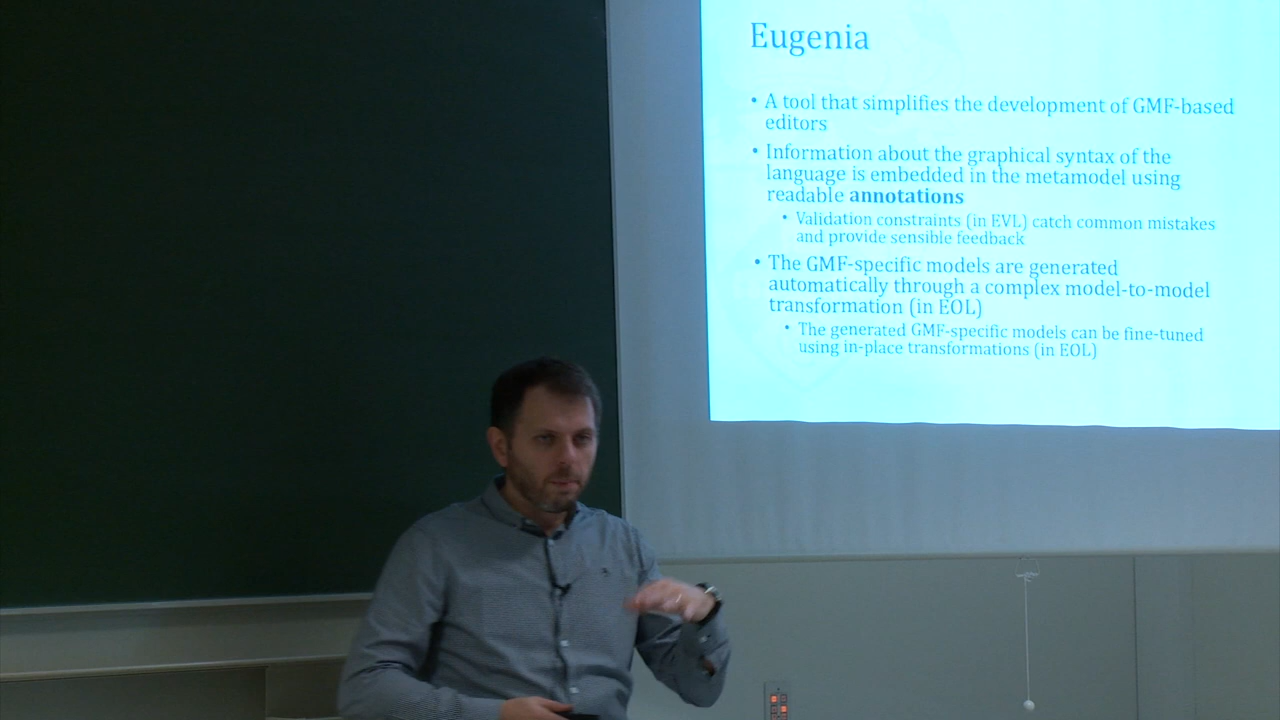 Eugenia
• A tool that simplifies the development of GMF-based
editors
• Information about the graphical syntax of the
language is embedded in the metamodel using
readable annotations
• Validation constraints (in EVL) catch common mistakes
and provide sensible feedback
• The GMF-specific models are generated
automatically through a complex model-to-model
transformation (in EOL)
• The generated GMF-specific models can be fine-tuned
using in-place transformations (in EOL)